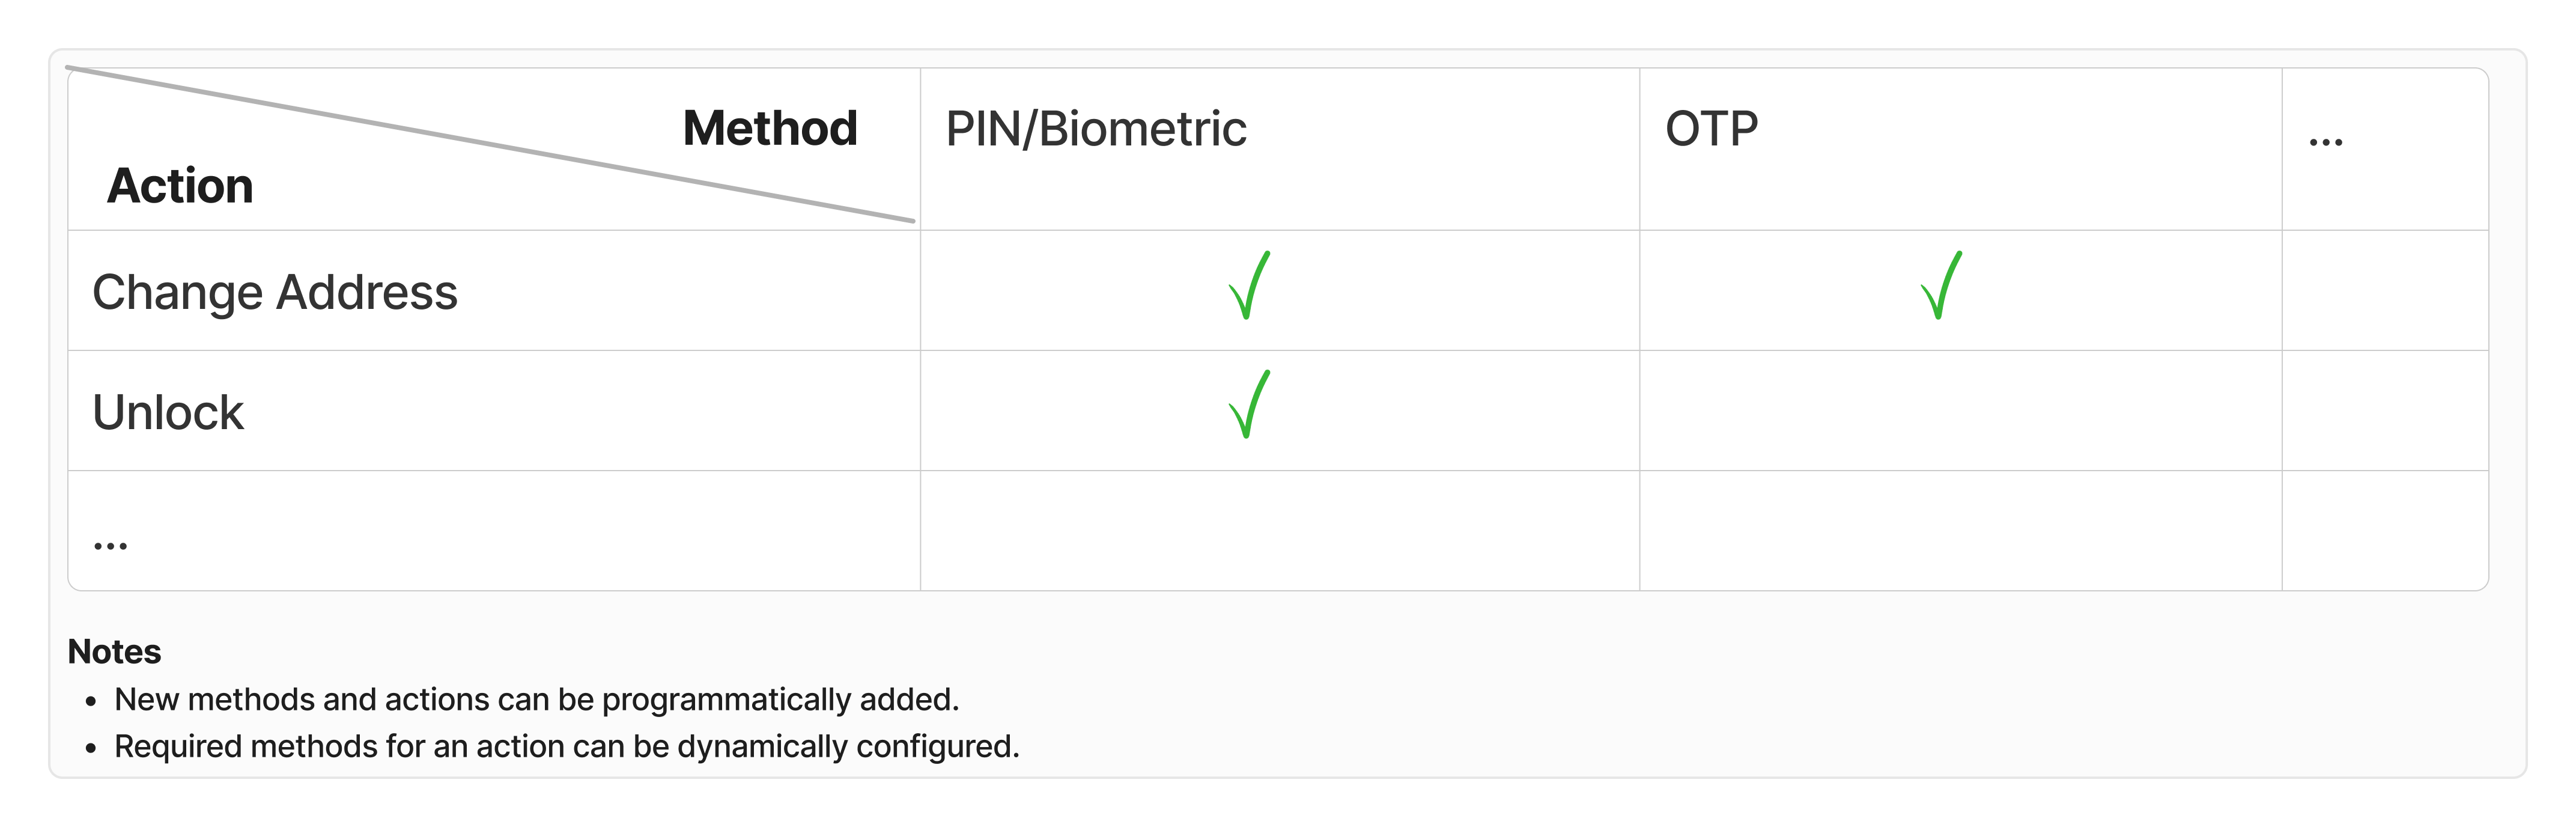 Method
Action
PIN/Biometric
OTP
...
Change Address
✓
✓
Unlock
✓
...
Notes
• New methods and actions can be programmatically added.
• Required methods for an action can be dynamically configured.